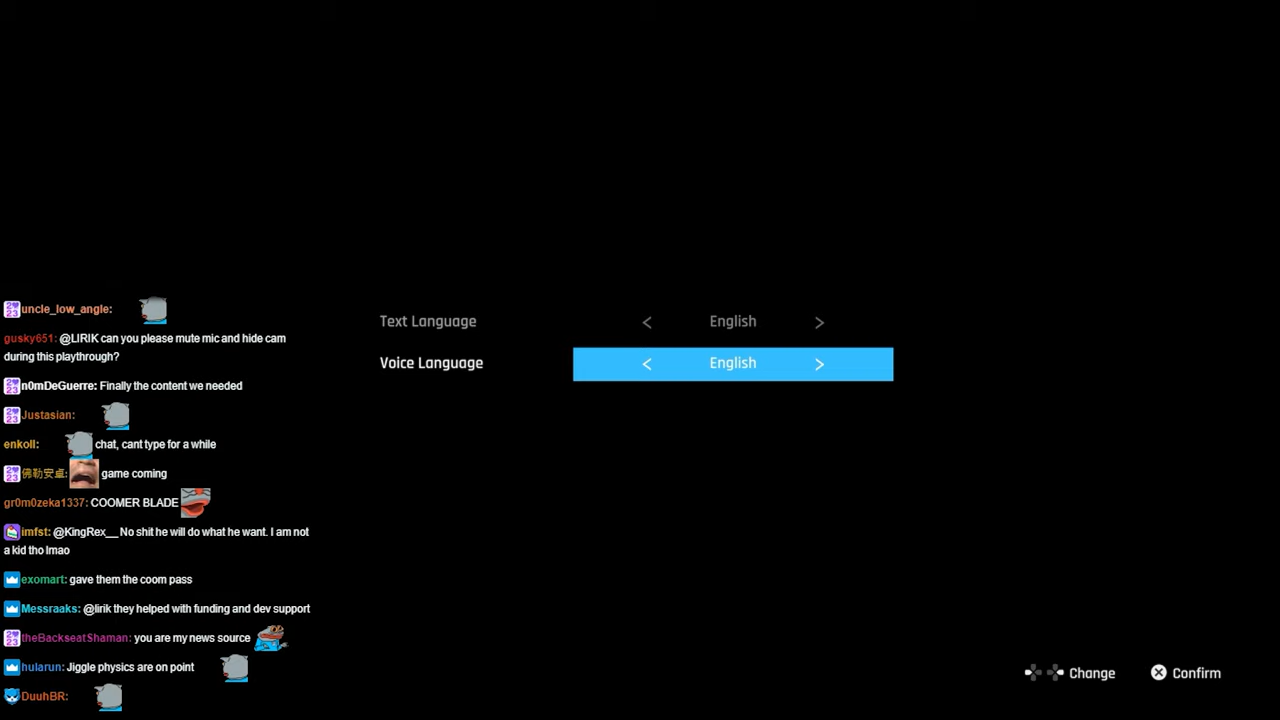 uncle_low_angle:
gusky651: @LIRIK can you please mute mic and hide cam
during this playthrough?
n0mDeGuerre: Finally the content we needed
Justasian:
enkoll: chat, cant type for a while
佛勒安卓: game coming
gr0m0zeka1337: COOMER BLADE
imfst: @KingRex__ No shit he will do what he want. I am not
a kid tho lmao
exomart: gave them the coom pass
Messraaks: @lirik they helped with funding and dev support
theBackseatShaman: you are my news source
hularun: Jiggle physics are on point
DuuhBR:
Text Language < English >
Voice Language < English >
Change Confirm